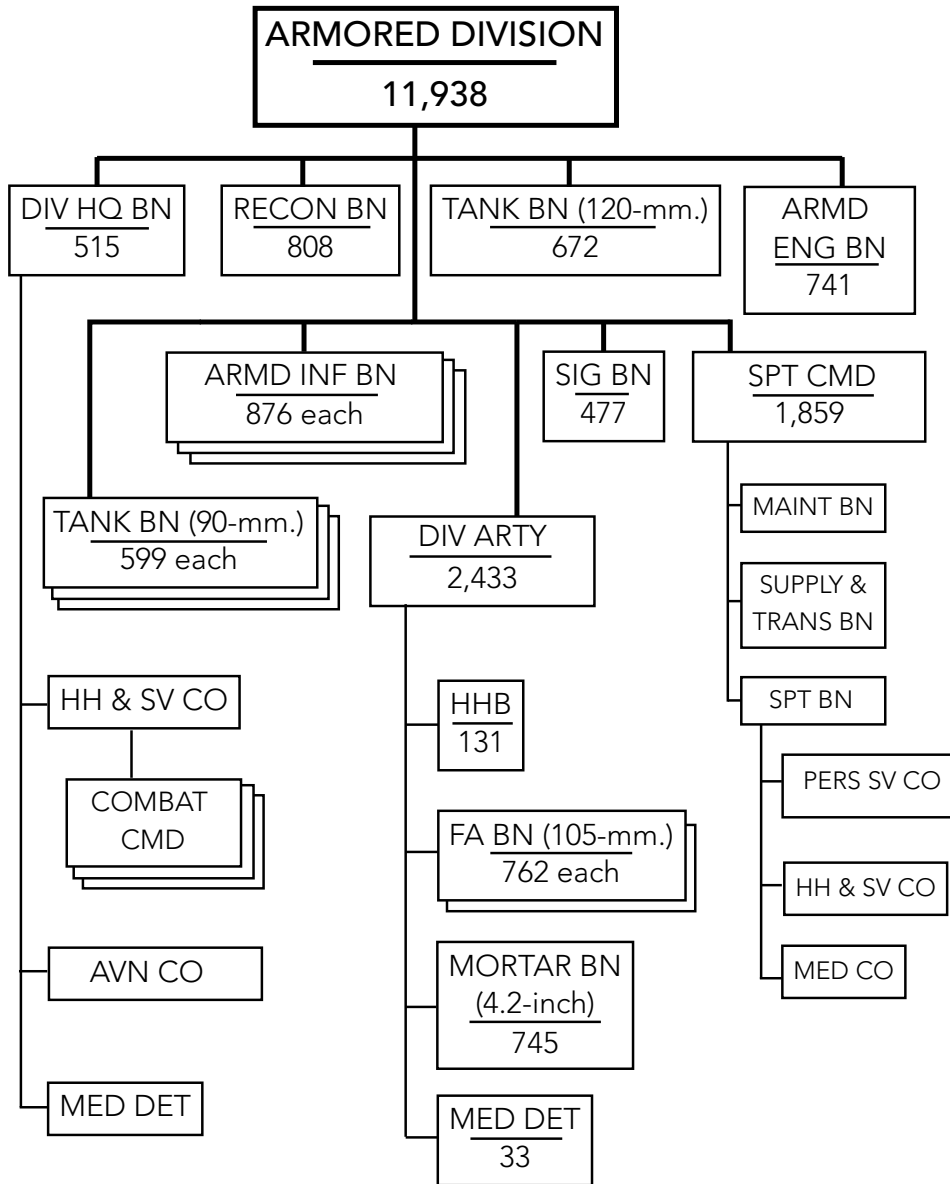 ARMORED DIVISION
11,938
DIV HQ BN
515
RECON BN
808
TANK BN (120-mm.)
672
ARMD
ENG BN
741
ARMD INF BN
876 each
SIG BN
477
SPT CMD
1,859
TANK BN (90-mm.)
599 each
DIV ARTY
2,433
MAINT BN
SUPPLY &
TRANS BN
SPT BN
HH & SV CO
COMBAT
CMD
AVN CO
MED DET
HHB
131
FA BN (105-mm.)
762 each
MORTAR BN
(4.2-inch)
745
MED DET
33
PERS SV CO
HH & SV CO
MED CO